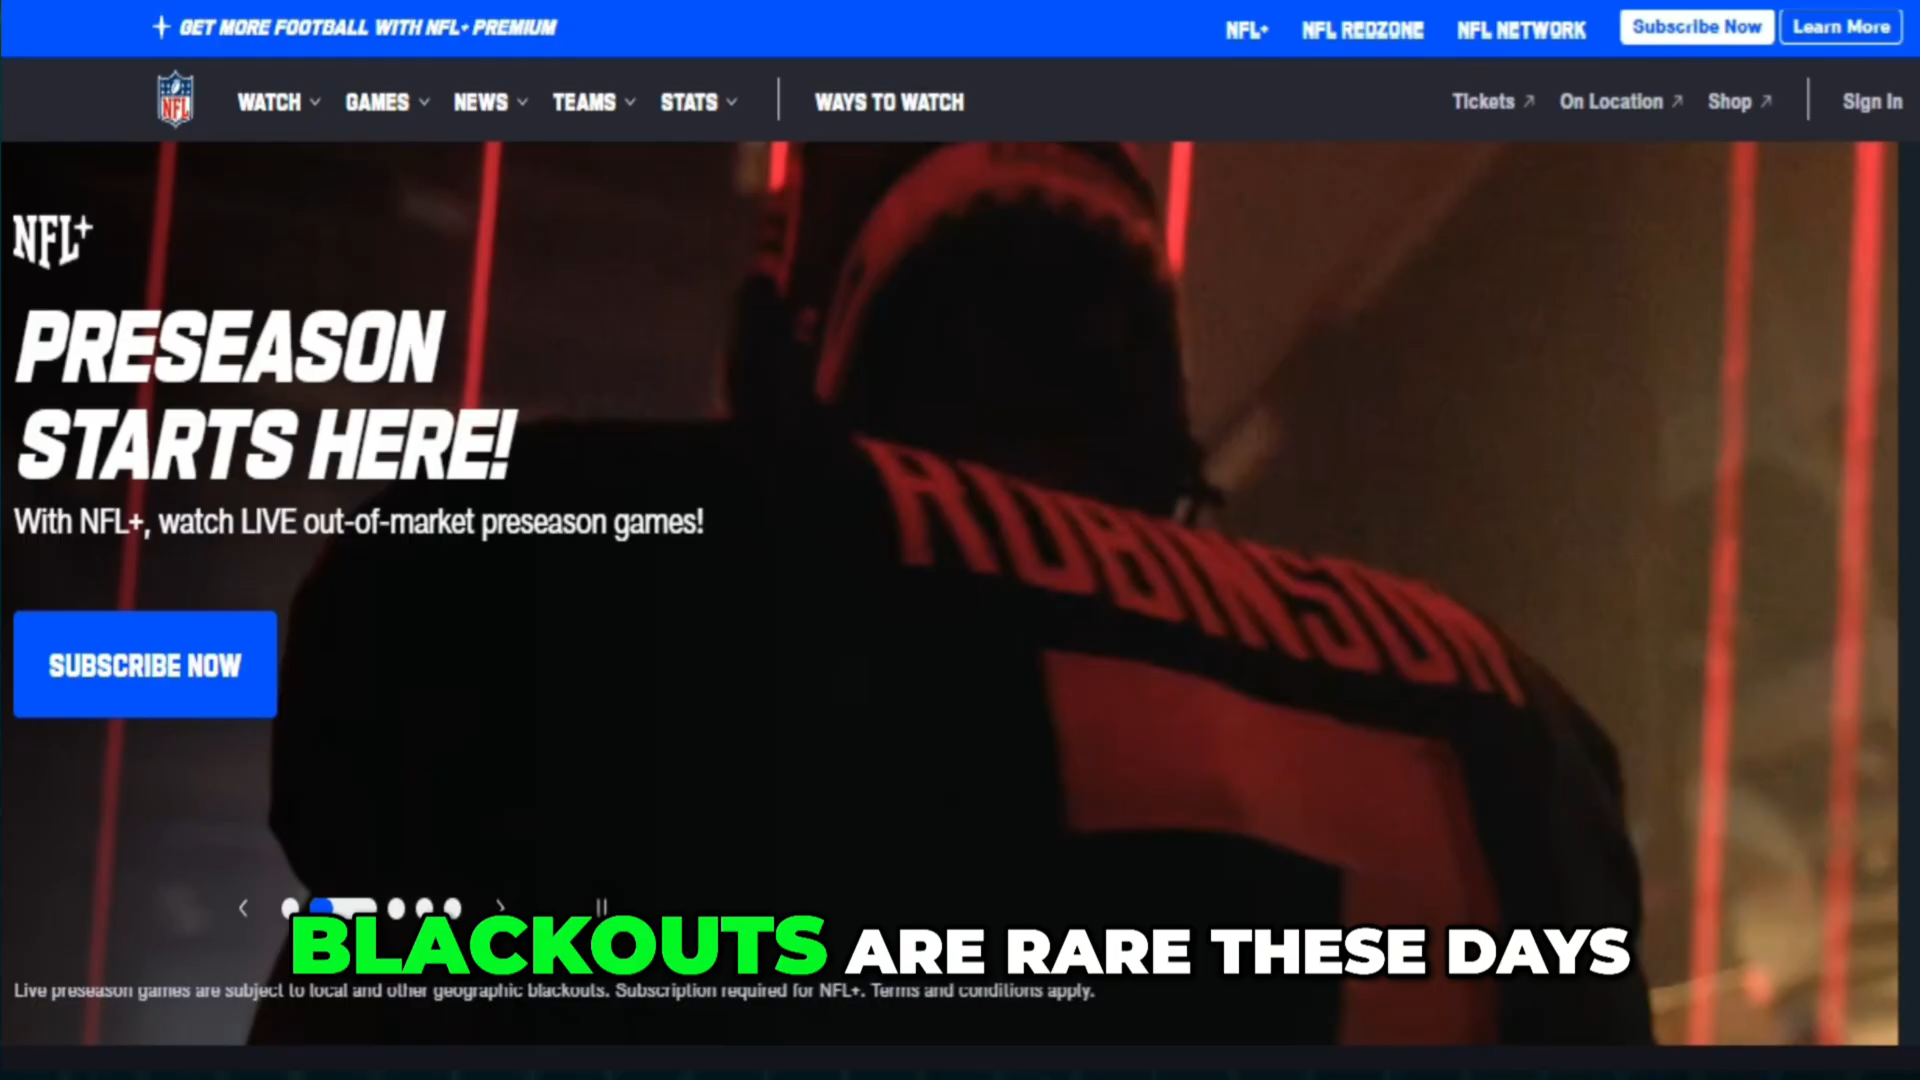 GET MORE FOOTBALL WITH NFL+ PREMIUM
NFL+ NFL REDZONE NFL NETWORK Subscribe Now Learn More
NFL WATCH GAMES NEWS TEAMS STATS WAYS TO WATCH Tickets On Location Shop Sign In
NFL+
PRESEASON
STARTS HERE!
With NFL+, watch LIVE out-of-market preseason games!
ROBINSON
7
SUBSCRIBE NOW
BLACKOUTS ARE RARE THESE DAYS
Live preseason games are subject to local and other geographic blackouts. Subscription required for NFL+. Terms and conditions apply.